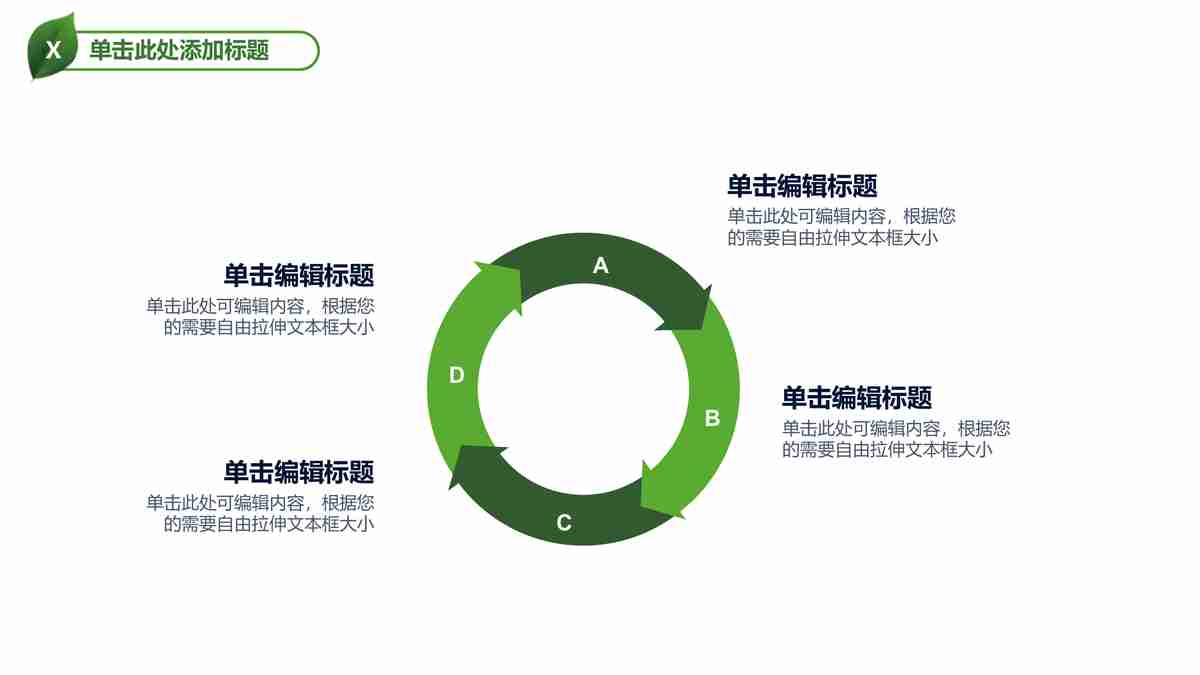 X
单击此处添加标题
单击编辑标题
单击此处可编辑内容，根据您
的需要自由拉伸文本框大小
A
单击编辑标题
单击此处可编辑内容，根据您
的需要自由拉伸文本框大小
D
B
单击编辑标题
单击此处可编辑内容，根据您
的需要自由拉伸文本框大小
单击编辑标题
单击此处可编辑内容，根据您
的需要自由拉伸文本框大小
C